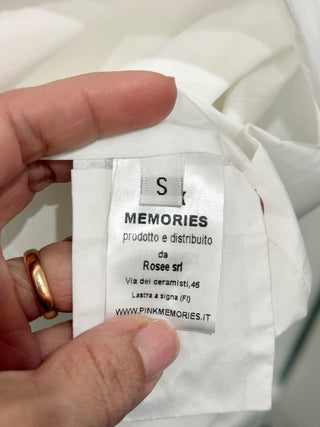 S
MEMORIES
prodotto e distribuito
da
Rosee srl
Via dei ceramisti,46
Lastra a signa (FI)
WWW.PINKMEMORIES.IT